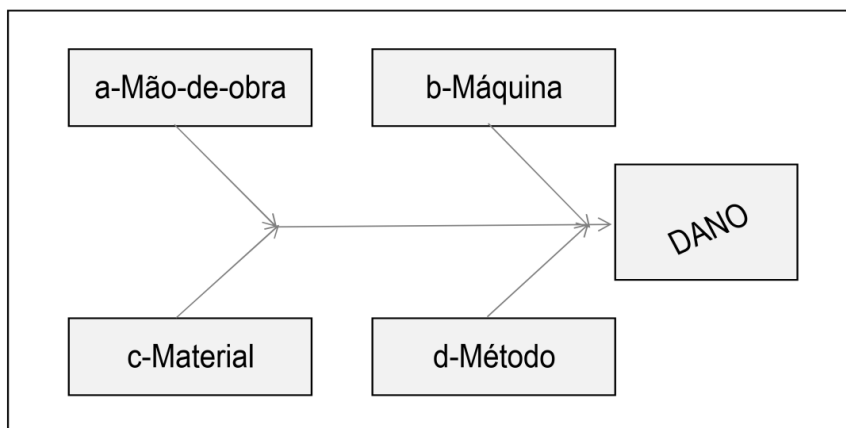 a-Mão-de-obra
b-Máquina
DANO
c-Material
d-Método